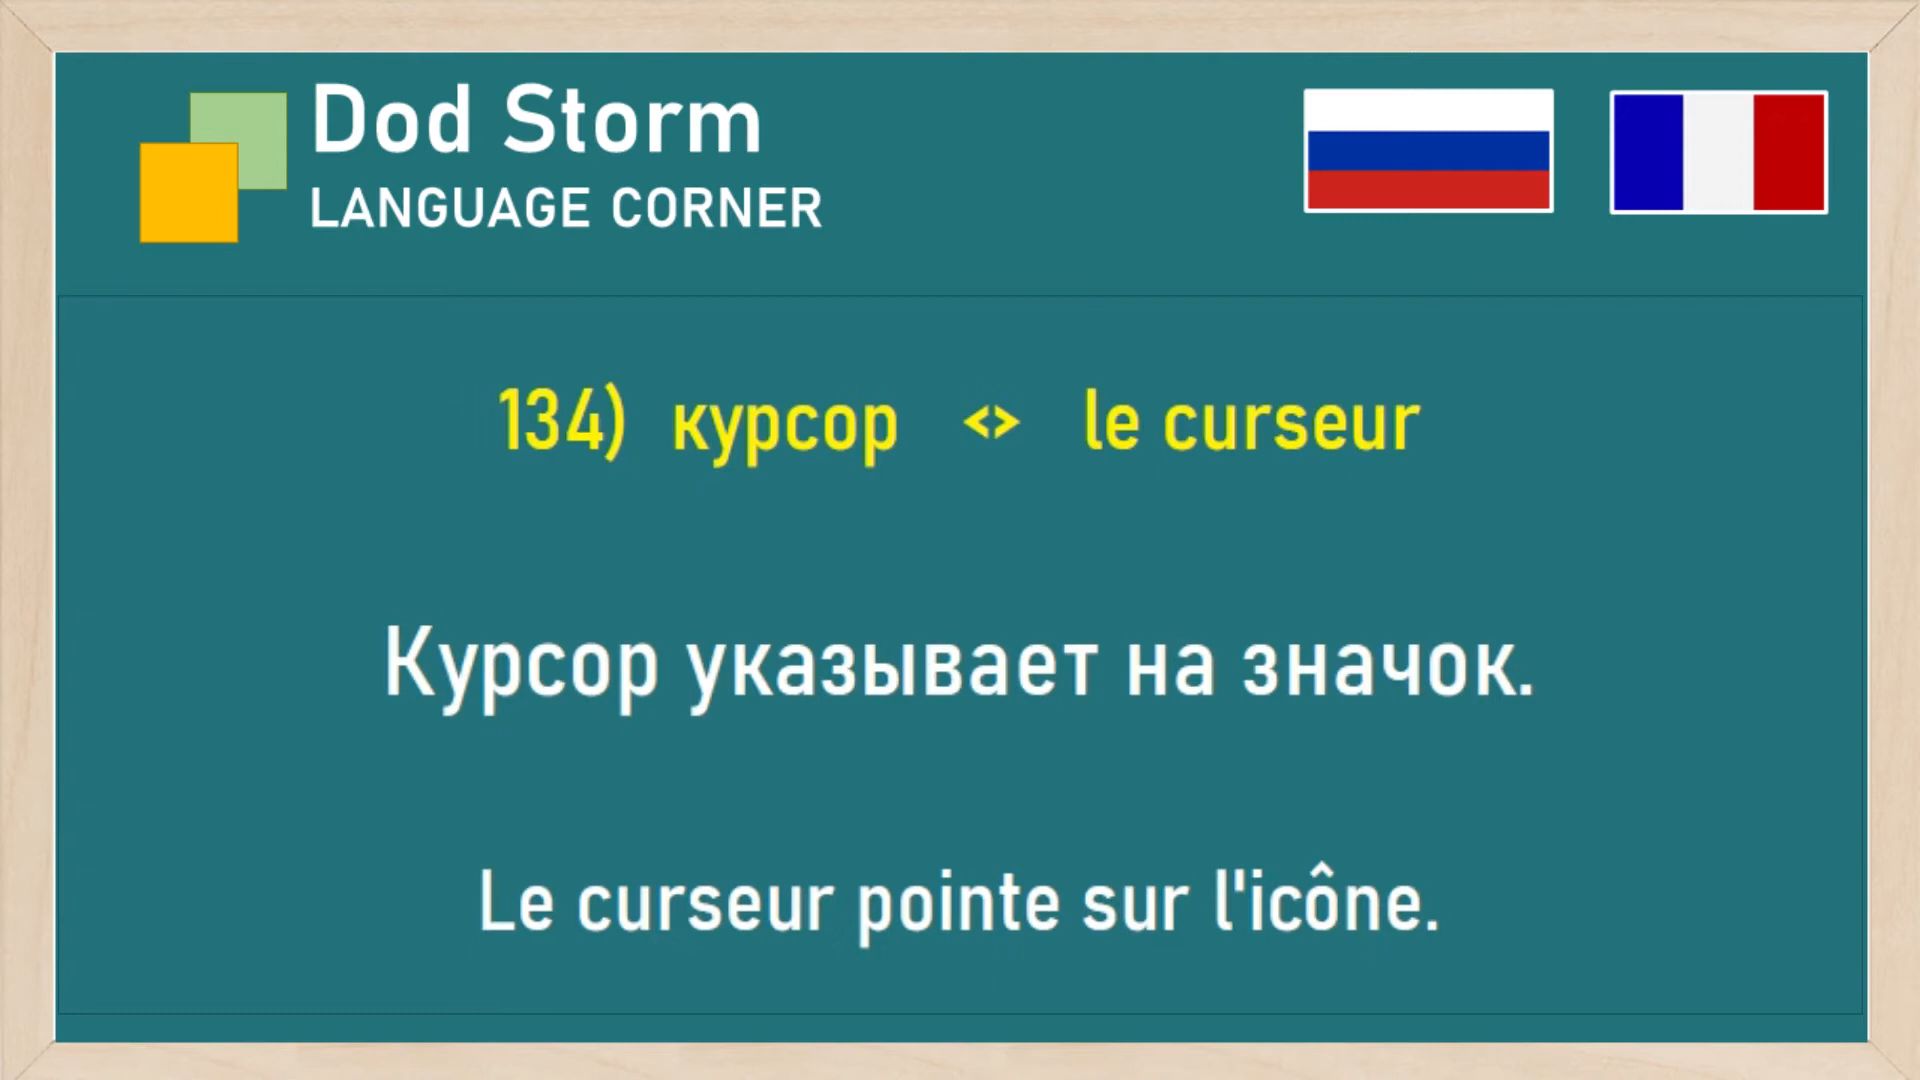 Dod Storm
LANGUAGE CORNER
134) курсор <> le curseur
Курсор указывает на значок.
Le curseur pointe sur l'icône.